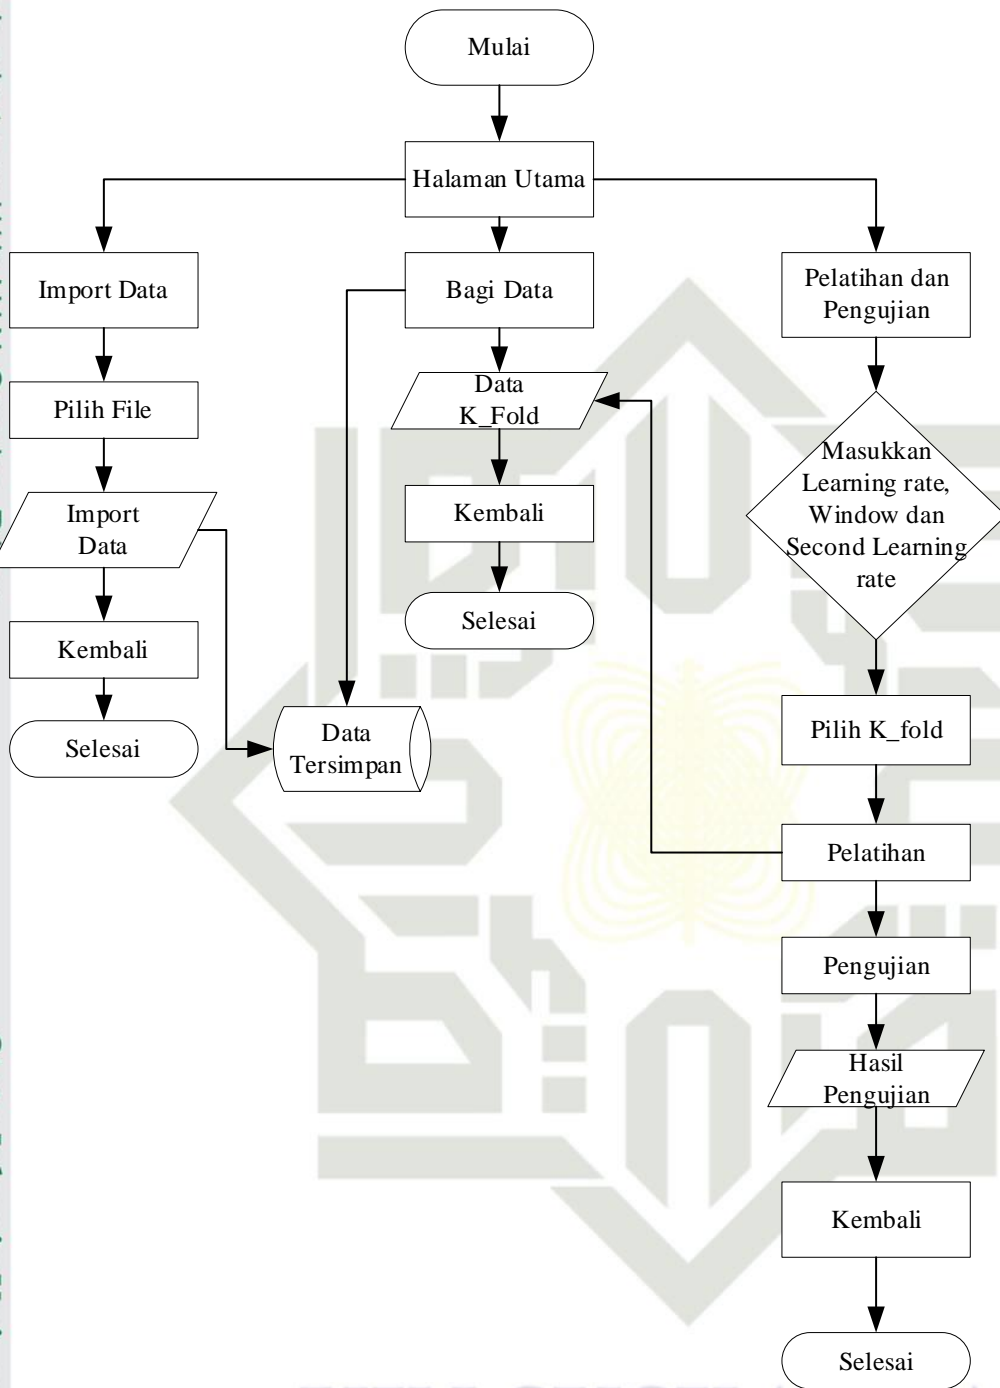 Mulai
Halaman Utama
Import Data
Pilih File
Import
Data
Kembali
Selesai
Bagi Data
Data
K_Fold
Kembali
Selesai
Data
Tersimpan
Pelatihan dan
Pengujian
Masukkan
Learning rate,
Window dan
Second Learning
rate
Pilih K_fold
Pelatihan
Pengujian
Hasil
Pengujian
Kembali
Selesai